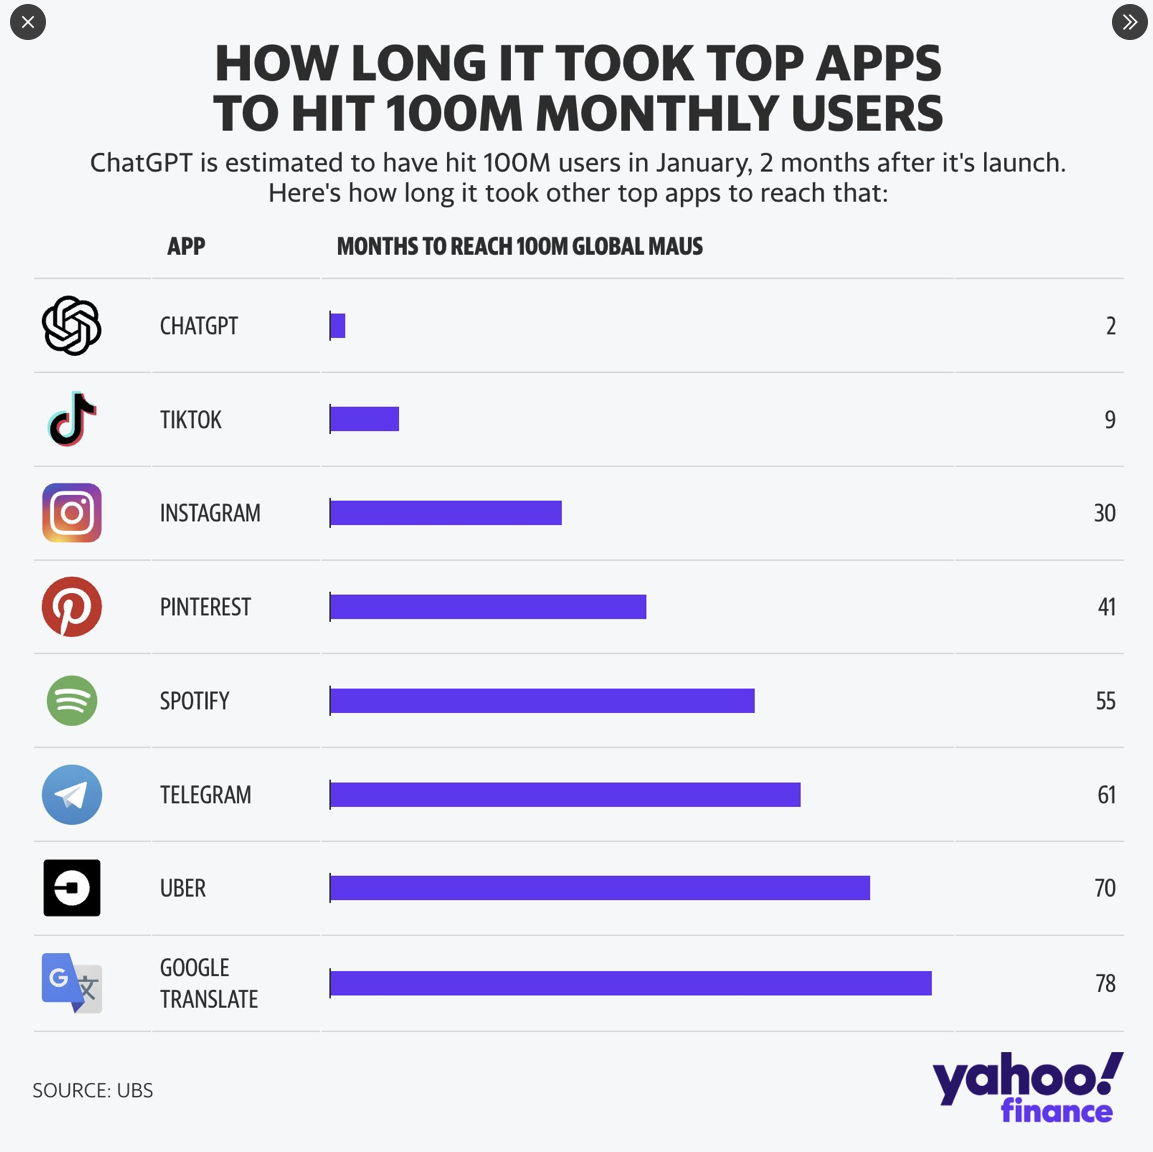 HOW LONG IT TOOK TOP APPS
TO HIT 100M MONTHLY USERS
ChatGPT is estimated to have hit 100M users in January, 2 months after it's launch.
Here's how long it took other top apps to reach that:
APP MONTHS TO REACH 100M GLOBAL MAUS
CHATGPT 2
TIKTOK 9
INSTAGRAM 30
PINTEREST 41
SPOTIFY 55
TELEGRAM 61
UBER 70
G 文
GOOGLE
TRANSLATE 78
SOURCE: UBS
yahoo!
finance